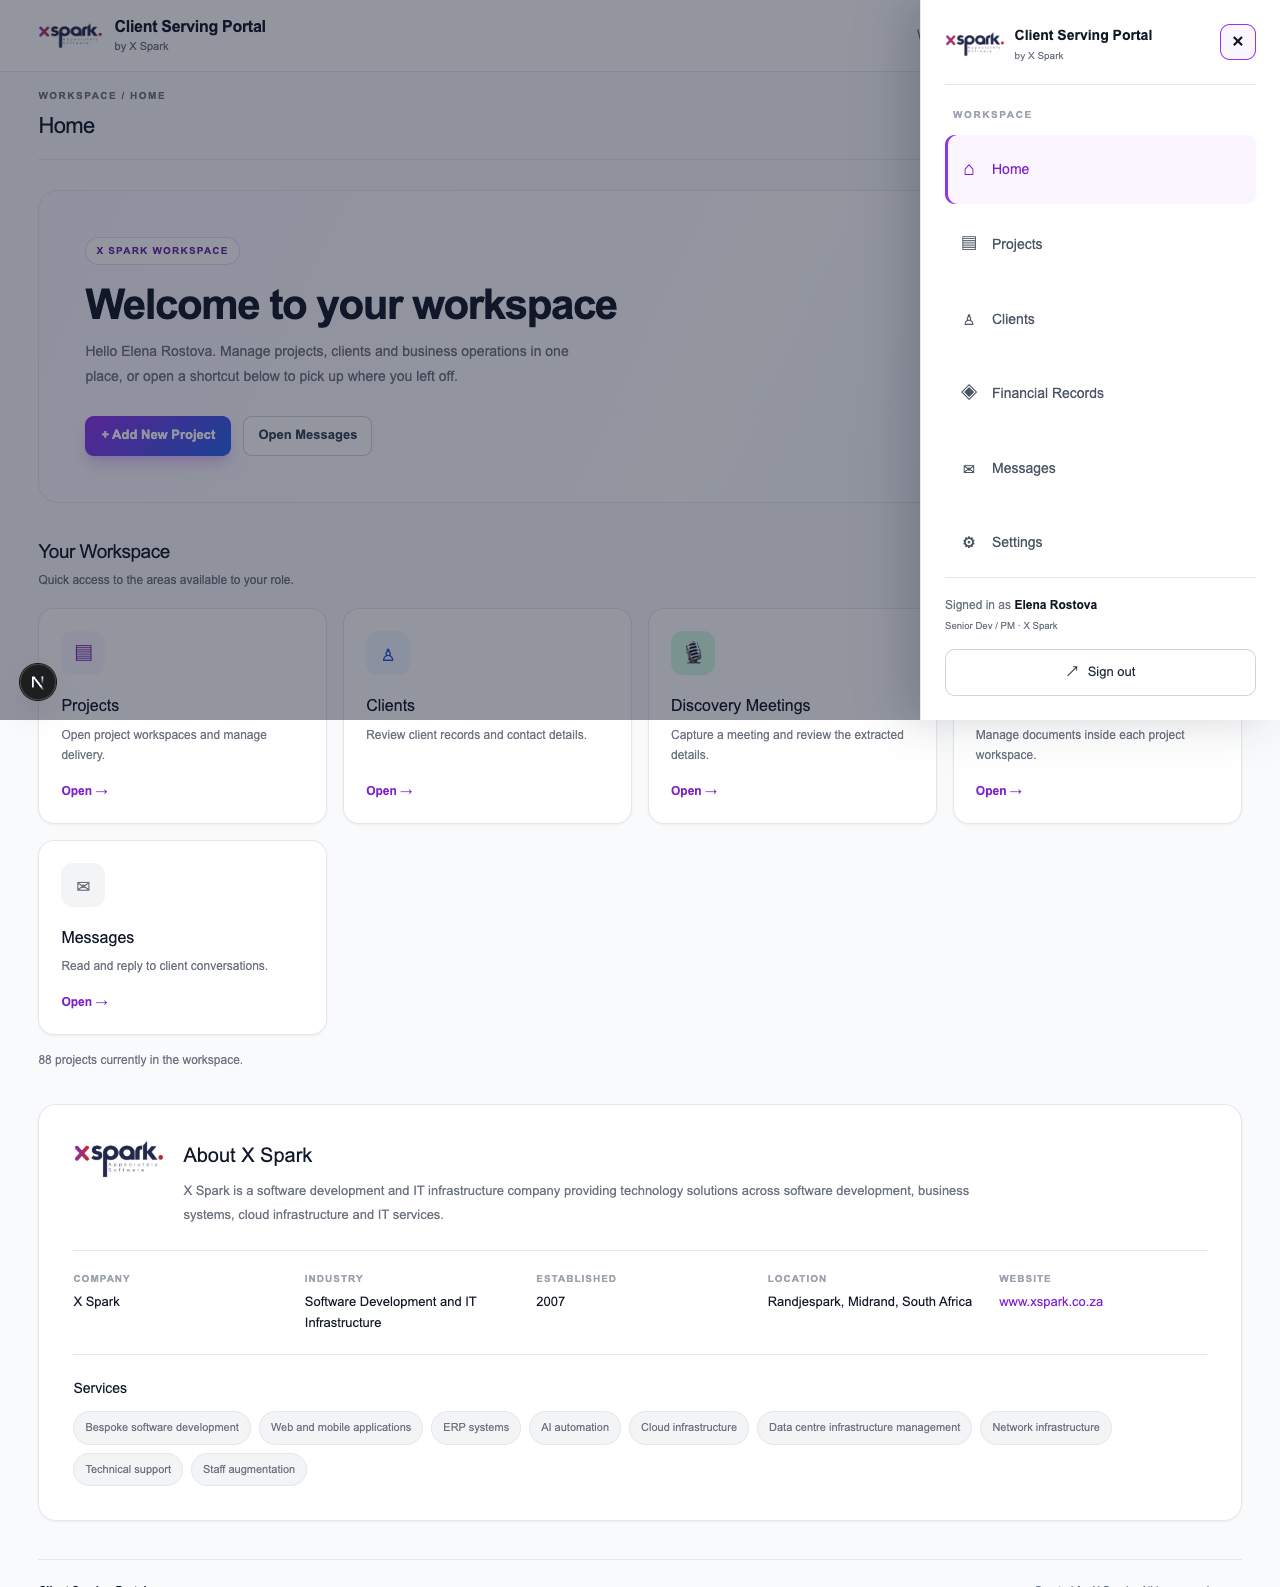 xspark.
Client Serving Portal
by X Spark
WORKSPACE / HOME
Home
X SPARK WORKSPACE
Welcome to your workspace
Hello Elena Rostova. Manage projects, clients and business operations in one
place, or open a shortcut below to pick up where you left off.
+ Add New Project
Open Messages
Your Workspace
Quick access to the areas available to your role.
Projects
Open project workspaces and manage
delivery.
Open →
Clients
Review client records and contact details.
Open →
Discovery Meetings
Capture a meeting and review the extracted
details.
Open →
Manage documents inside each project
workspace.
Open →
Messages
Read and reply to client conversations.
Open →
88 projects currently in the workspace.
xspark.
Appsolutely
Software
About X Spark
X Spark is a software development and IT infrastructure company providing technology solutions across software development, business
systems, cloud infrastructure and IT services.
COMPANY
X Spark
INDUSTRY
Software Development and IT
Infrastructure
ESTABLISHED
2007
LOCATION
Randjespark, Midrand, South Africa
WEBSITE
www.xspark.co.za
Services
Bespoke software development
Web and mobile applications
ERP systems
AI automation
Cloud infrastructure
Data centre infrastructure management
Network infrastructure
Technical support
Staff augmentation
xspark.
Client Serving Portal
by X Spark
✕
WORKSPACE
Home
Projects
Clients
Financial Records
Messages
Settings
Signed in as Elena Rostova
Senior Dev / PM · X Spark
↗ Sign out
N